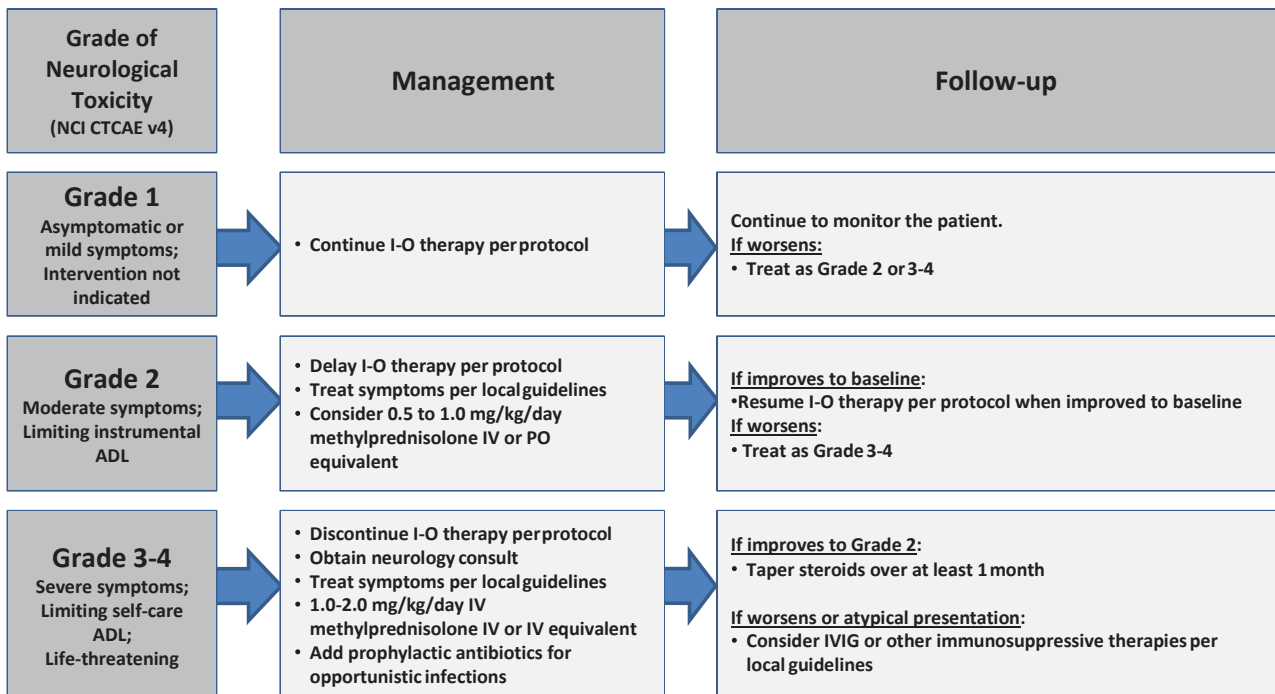 Grade of
Neurological
Toxicity
(NCI CTCAE v4)
Management
Follow-up
Grade 1
Asymptomatic or
mild symptoms;
Intervention not
indicated
• Continue I-O therapy per protocol
Continue to monitor the patient.
If worsens:
• Treat as Grade 2 or 3-4
Grade 2
Moderate symptoms;
Limiting instrumental
ADL
• Delay I-O therapy per protocol
• Treat symptoms per local guidelines
• Consider 0.5 to 1.0 mg/kg/day
methylprednisolone IV or PO
equivalent
If improves to baseline:
•Resume I-O therapy per protocol when improved to baseline
If worsens:
• Treat as Grade 3-4
Grade 3-4
Severe symptoms;
Limiting self-care
ADL;
Life-threatening
• Discontinue I-O therapy per protocol
• Obtain neurology consult
• Treat symptoms per local guidelines
• 1.0-2.0 mg/kg/day IV
methylprednisolone IV or IV equivalent
• Add prophylactic antibiotics for
opportunistic infections
If improves to Grade 2:
• Taper steroids over at least 1 month
If worsens or atypical presentation:
• Consider IVIG or other immunosuppressive therapies per
local guidelines